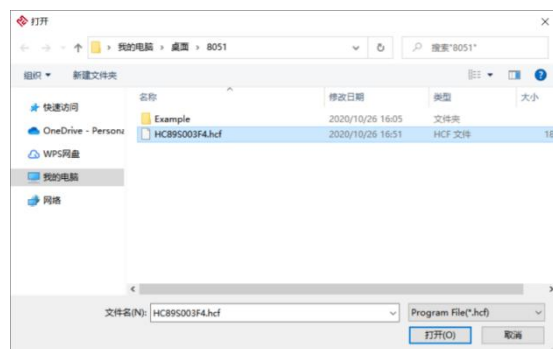 打开
我的电脑 › 桌面 › 8051
搜索"8051"
组织 新建文件夹
名称 修改日期 类型 大小
快速访问
OneDrive - Persona
WPS网盘
我的电脑
网络
Example 2020/10/26 16:05 文件夹
HC89S003F4.hcf 2020/10/26 16:51 HCF 文件 18
文件名(N): HC89S003F4.hcf Program File(*.hcf)
打开(O) 取消